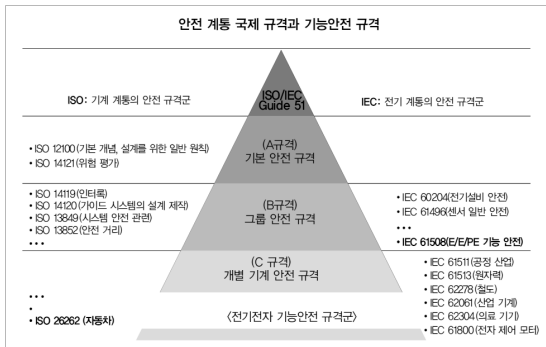 안전 계통 국제 규격과 기능안전 규격
ISO/IEC
Guide 51
ISO: 기계 계통의 안전 규격군
IEC: 전기 계통의 안전 규격군
• ISO 12100(기본 개념, 설계를 위한 일반 원칙)
• ISO 14121(위험 평가)
(A규격)
기본 안전 규격
• ISO 14119(인터록)
• ISO 14120(가이드 시스템의 설계 제작)
• ISO 13849(시스템 안전 관련)
• ISO 13852(안전 거리)
• • •
(B규격)
그룹 안전 규격
• IEC 60204(전기설비 안전)
• IEC 61496(센서 일반 안전)
• • •
• IEC 61508(E/E/PE 기능 안전)
(C 규격)
개별 기계 안전 규격
• • •
•
• ISO 26262 (자동차)
〈전기전자 기능안전 규격군〉
• IEC 61511(공정 산업)
• IEC 61513(원자력)
• IEC 62278(철도)
• IEC 62061(산업 기계)
• IEC 62304(의료 기기)
• IEC 61800(전자 제어 모터)